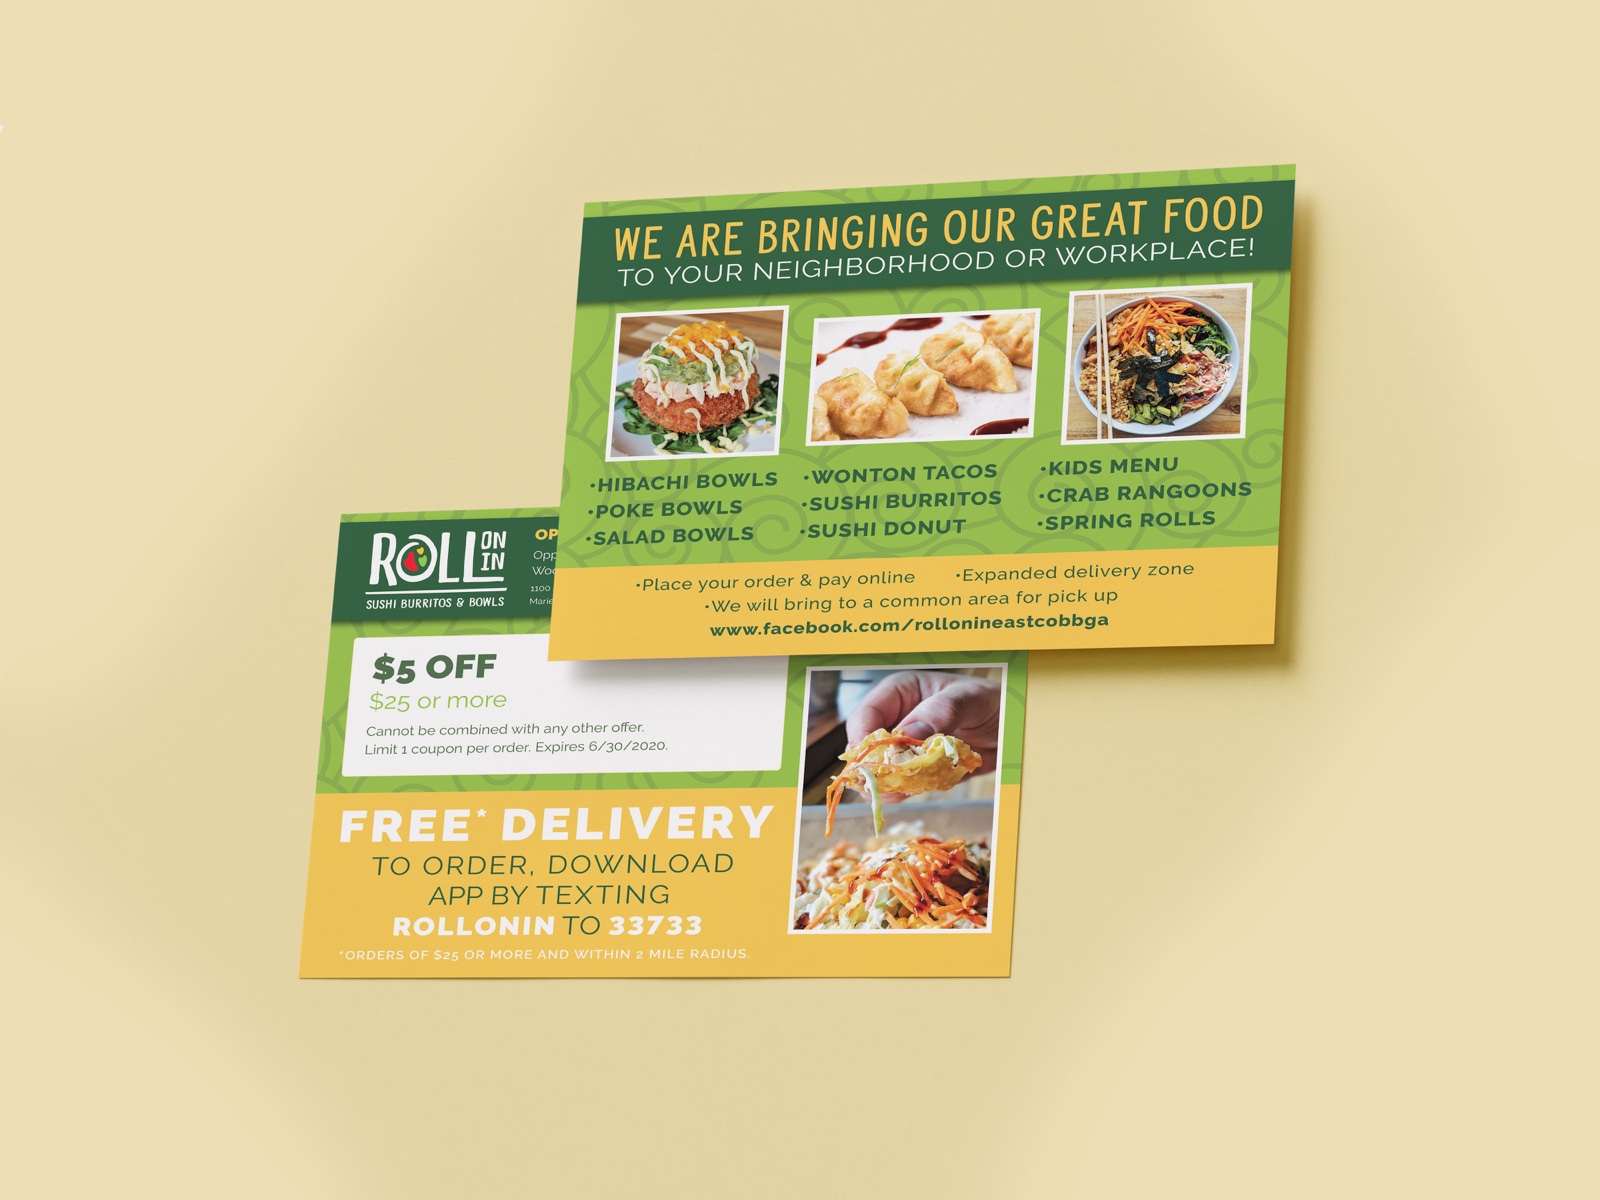 WE ARE BRINGING OUR GREAT FOOD
TO YOUR NEIGHBORHOOD OR WORKPLACE!
•HIBACHI BOWLS
•POKE BOWLS
•SALAD BOWLS
•WONTON TACOS
•SUSHI BURRITOS
•SUSHI DONUT
•KIDS MENU
•CRAB RANGOONS
•SPRING ROLLS
•Place your order & pay online •Expanded delivery zone
•We will bring to a common area for pick up
www.facebook.com/rollonineastcobbga
ROLL ON IN
SUSHI BURRITOS & BOWLS
1100
$5 OFF
$25 or more
Cannot be combined with any other offer.
Limit 1 coupon per order. Expires 6/30/2020.
FREE* DELIVERY
TO ORDER, DOWNLOAD
APP BY TEXTING
ROLLONIN TO 33733
*ORDERS OF $25 OR MORE AND WITHIN 2 MILE RADIUS.